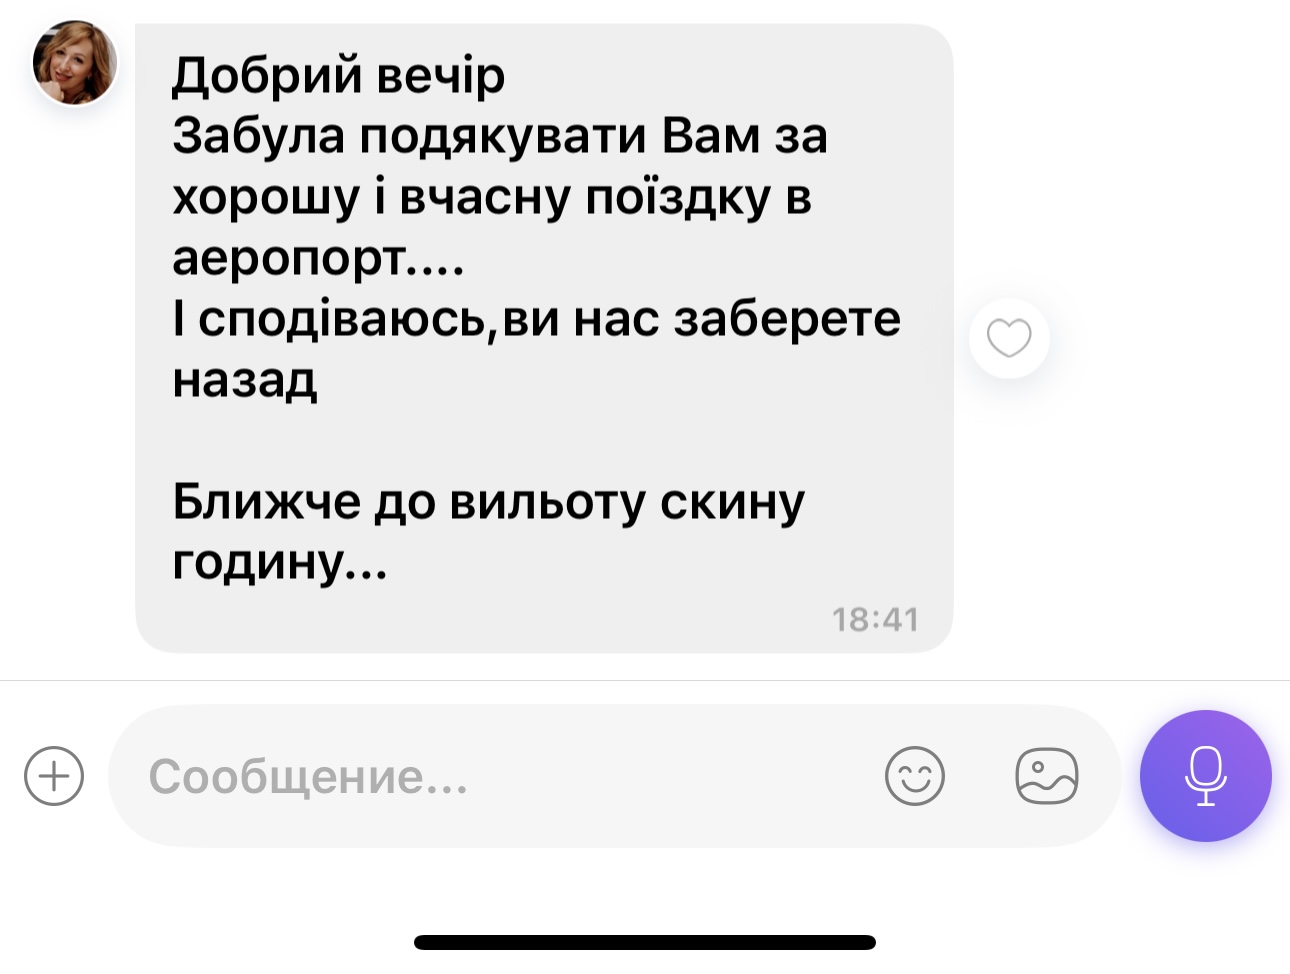 Добрий вечір
Забула подякувати Вам за
хорошу і вчасну поїздку в
аеропорт....
І сподіваюсь,ви нас заберете
назад
Ближче до вильоту скину
годину...
18:41
Сообщение...